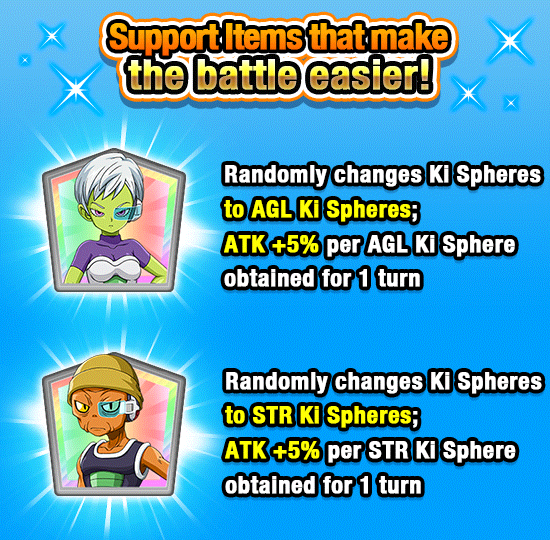 Support Items that make
the battle easier!
Randomly changes Ki Spheres
to AGL Ki Spheres;
ATK +5% per AGL Ki Sphere
obtained for 1 turn
Randomly changes Ki Spheres
to STR Ki Spheres;
ATK +5% per STR Ki Sphere
obtained for 1 turn